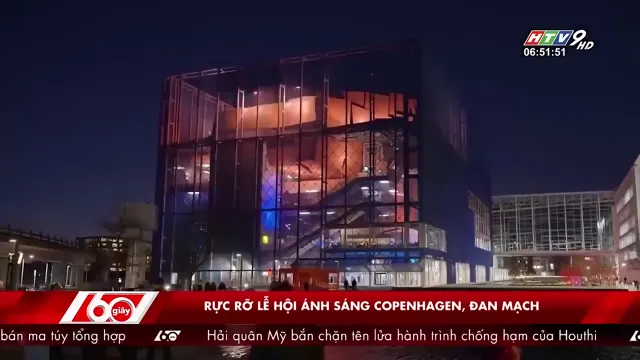 HTV9 HD
06:51:51
60 giây
RỰC RỠ LỄ HỘI ÁNH SÁNG COPENHAGEN, ĐAN MẠCH
bán ma túy tổng hợp 60 Hải quân Mỹ bắn chặn tên lửa hành trình chống hạm của Houthi